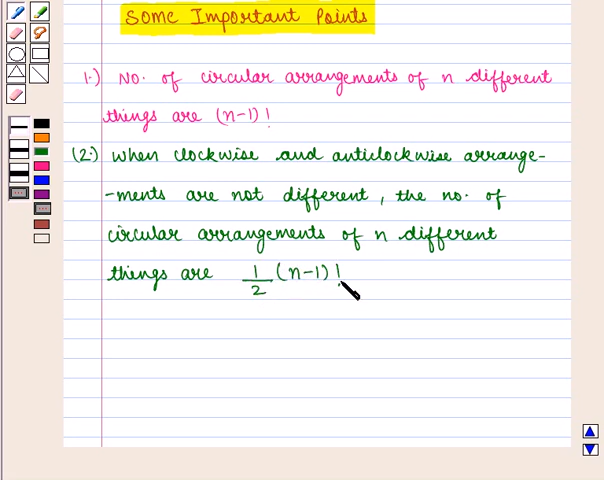 Some Important Points
1.) No. of circular arrangements of n different
things are (n-1)!
(2.) When clockwise and anticlockwise arrange-
-ments are not different, the no. of
circular arrangements of n different
things are 1/2 (n-1)!